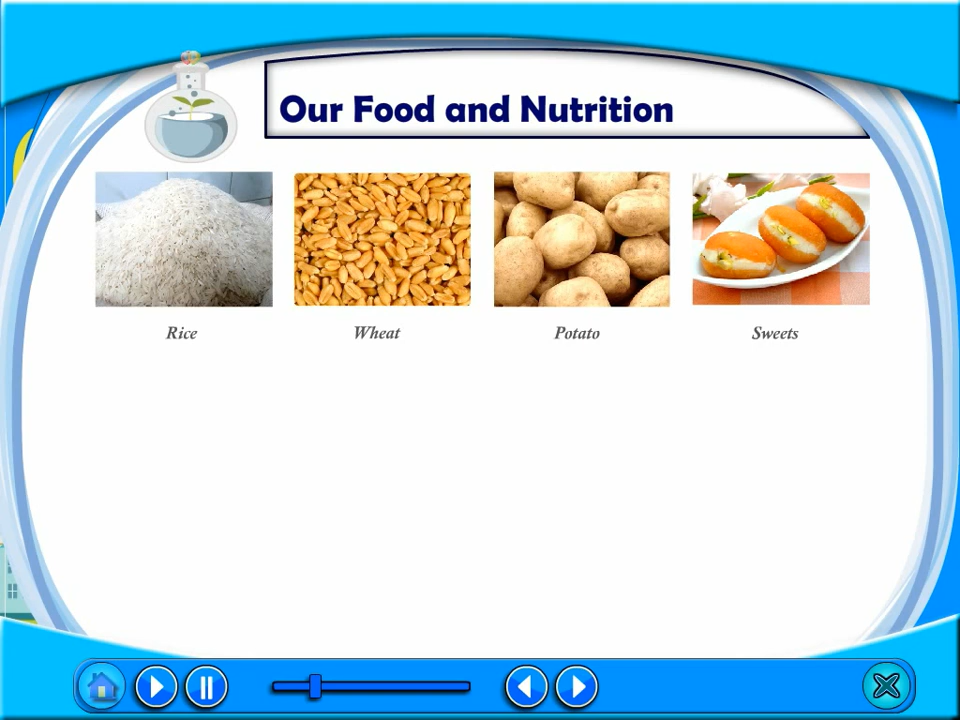 Our Food and Nutrition
Rice
Wheat
Potato
Sweets